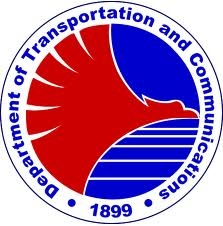 Department of Transportation and Communications
• 1899 •